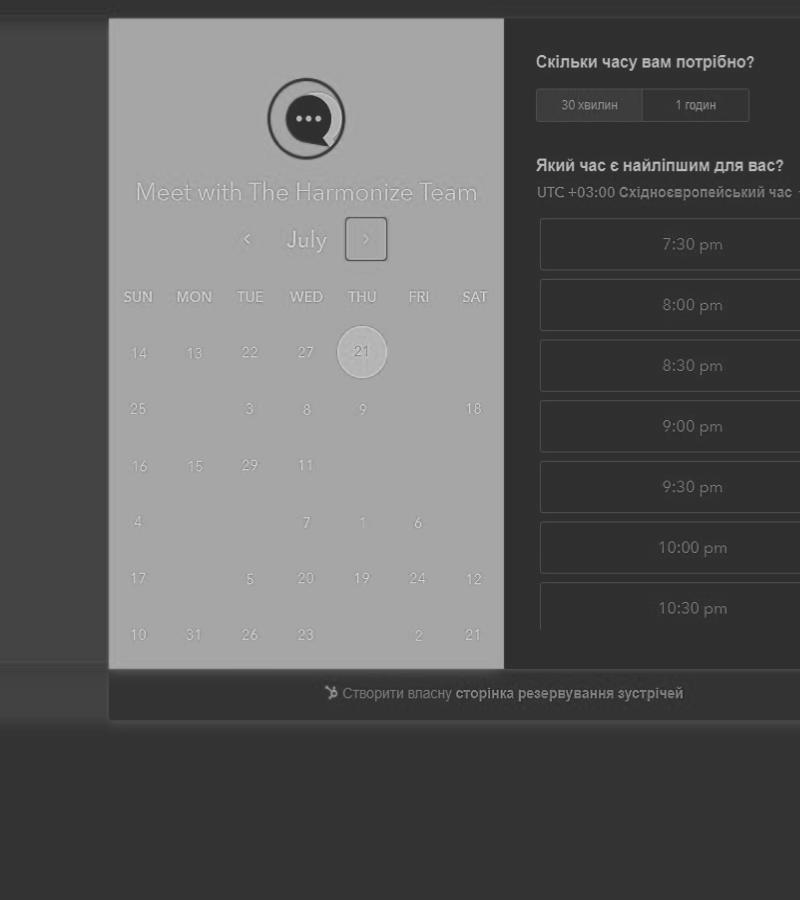 Meet with The Harmonize Team
July
SUN MON TUE WED THU FRI SAT
14 13 22 27 21
25 3 8 9 18
16 15 29 11
4 7 1 6
17 5 20 19 24 12
10 31 26 23 2 21
Скільки часу вам потрібно?
30 хвилин 1 годин
Який час є найліпшим для вас?
UTC +03:00 Східноєвропейський час
7:30 pm
8:00 pm
8:30 pm
9:00 pm
9:30 pm
10:00 pm
10:30 pm
Створити власну сторінка резервування зустрічей